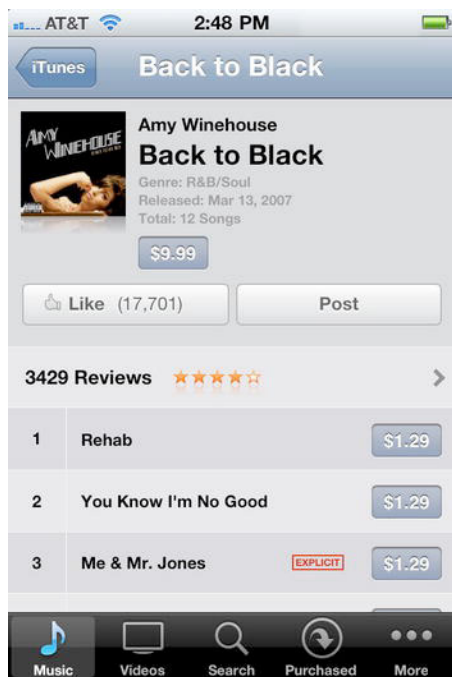 AT&T 2:48 PM
iTunes Back to Black
AMY
WINEHOUSE
Amy Winehouse
Back to Black
Genre: R&B/Soul
Released: Mar 13, 2007
Total: 12 Songs
$9.99
Like (17,701) Post
3429 Reviews
1 Rehab $1.29
2 You Know I'm No Good $1.29
3 Me & Mr. Jones EXPLICIT $1.29
Music Videos Search Purchased More